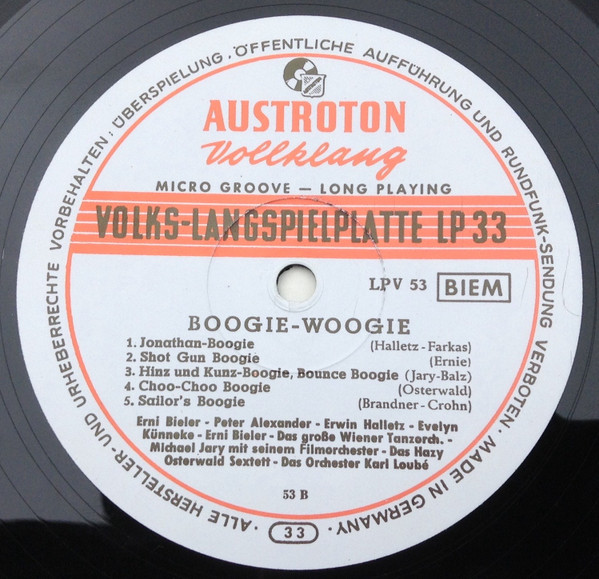 · ALLE HERSTELLER- UND URHEBERRECHTE VORBEHALTEN; ÜBERSPIELUNG, ÖFFENTLICHE AUFFÜHRUNG UND RUNDFUNK-SENDUNG VERBOTEN · MADE IN GERMANY ·
AUSTROTON
Vollklang
MICRO GROOVE — LONG PLAYING
VOLKS-LANGSPIELPLATTE LP 33
LPV 53 BIEM
BOOGIE-WOOGIE
1. Jonathan-Boogie (Halletz-Farkas)
2. Shot Gun Boogie (Ernie)
3. Hinz und Kunz-Boogie, Bounce Boogie (Jary-Balz)
4. Choo-Choo Boogie (Osterwald)
5. Sailor's Boogie (Brandner-Crohn)
Erni Bieler - Peter Alexander - Erwin Halletz - Evelyn
Künneke - Erni Bieler - Das große Wiener Tanzorch. -
Michael Jary mit seinem Filmorchester - Das Hazy
Osterwald Sextett - Das Orchester Karl Loubé
53 B
33